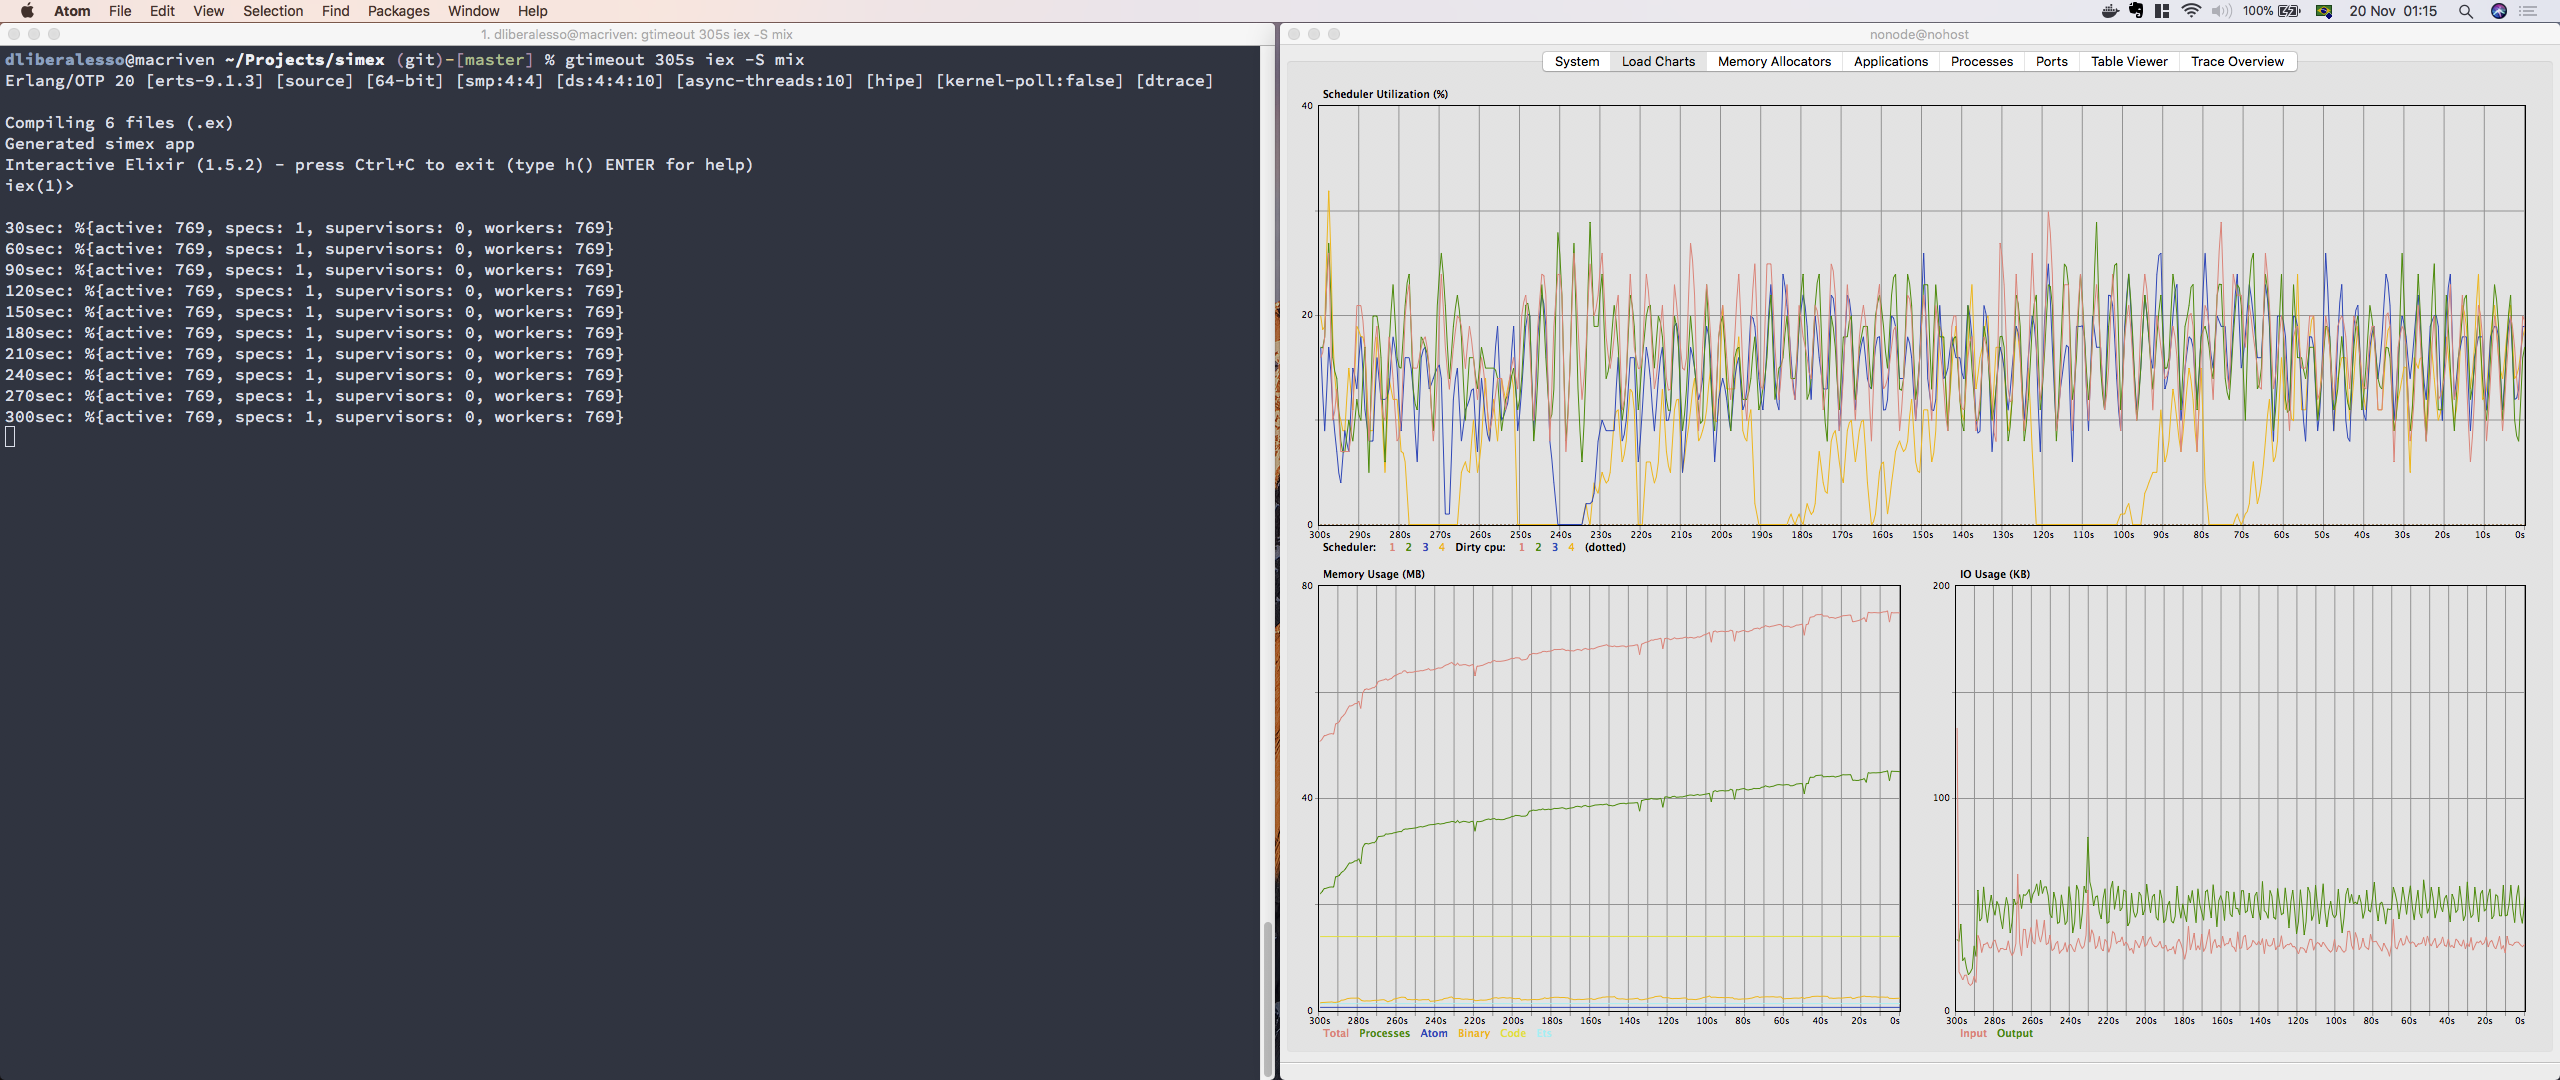 Atom File Edit View Selection Find Packages Window Help
100% 20 Nov 01:15
1. dliberalesso@macriven: gtimeout 305s iex -S mix
dliberalesso@macriven ~/Projects/simex (git)-[master] % gtimeout 305s iex -S mix
Erlang/OTP 20 [erts-9.1.3] [source] [64-bit] [smp:4:4] [ds:4:4:10] [async-threads:10] [hipe] [kernel-poll:false] [dtrace]
Compiling 6 files (.ex)
Generated simex app
Interactive Elixir (1.5.2) - press Ctrl+C to exit (type h() ENTER for help)
iex(1)>
30sec: %{active: 769, specs: 1, supervisors: 0, workers: 769}
60sec: %{active: 769, specs: 1, supervisors: 0, workers: 769}
90sec: %{active: 769, specs: 1, supervisors: 0, workers: 769}
120sec: %{active: 769, specs: 1, supervisors: 0, workers: 769}
150sec: %{active: 769, specs: 1, supervisors: 0, workers: 769}
180sec: %{active: 769, specs: 1, supervisors: 0, workers: 769}
210sec: %{active: 769, specs: 1, supervisors: 0, workers: 769}
240sec: %{active: 769, specs: 1, supervisors: 0, workers: 769}
270sec: %{active: 769, specs: 1, supervisors: 0, workers: 769}
300sec: %{active: 769, specs: 1, supervisors: 0, workers: 769}
nonode@nohost
System Load Charts Memory Allocators Applications Processes Ports Table Viewer Trace Overview
Scheduler Utilization (%)
40
20
0
300s 290s 280s 270s 260s 250s 240s 230s 220s 210s 200s 190s 180s 170s 160s 150s 140s 130s 120s 110s 100s 90s 80s 70s 60s 50s 40s 30s 20s 10s 0s
Scheduler: 1 2 3 4 Dirty cpu: 1 2 3 4 (dotted)
Memory Usage (MB)
80
40
0
300s 280s 260s 240s 220s 200s 180s 160s 140s 120s 100s 80s 60s 40s 20s 0s
Total Processes Atom Binary Code Ets
IO Usage (KB)
200
100
0
300s 280s 260s 240s 220s 200s 180s 160s 140s 120s 100s 80s 60s 40s 20s 0s
Input Output